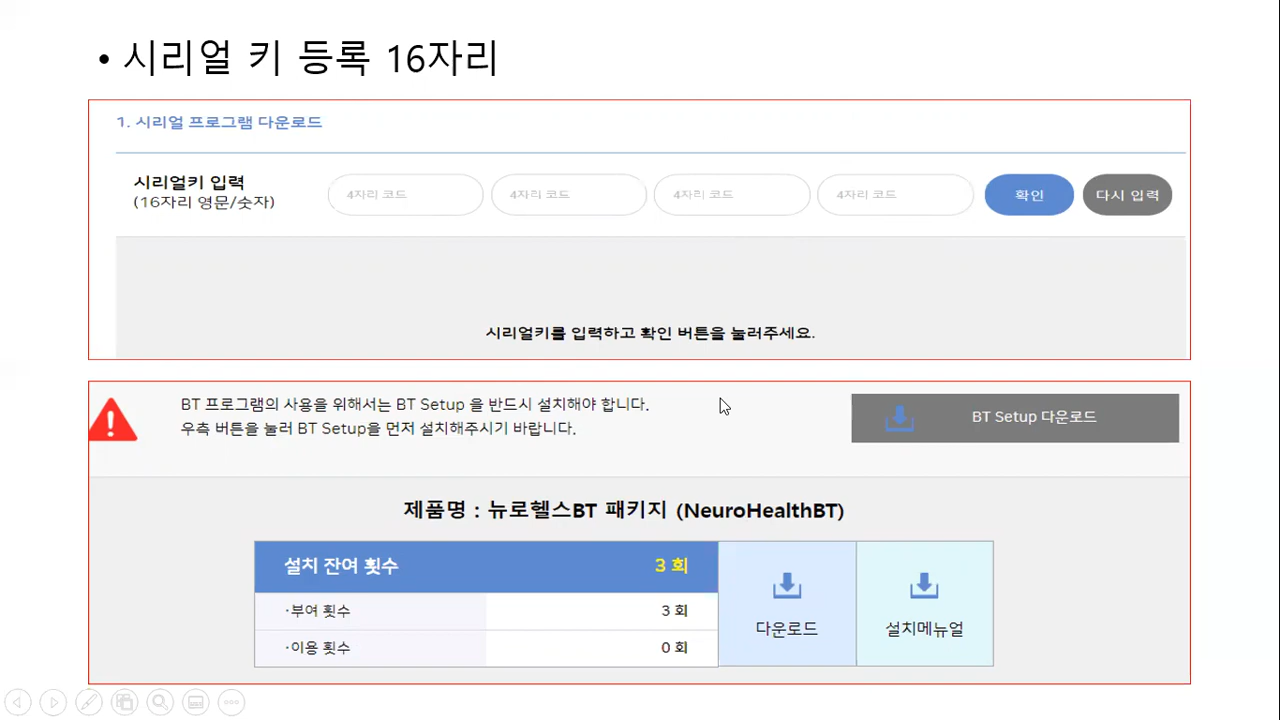 • 시리얼 키 등록 16자리
1. 시리얼 프로그램 다운로드
시리얼키 입력
(16자리 영문/숫자)
4자리 코드
4자리 코드
4자리 코드
4자리 코드
확인
다시 입력
시리얼키를 입력하고 확인 버튼을 눌러주세요.
BT 프로그램의 사용을 위해서는 BT Setup 을 반드시 설치해야 합니다.
우측 버튼을 눌러 BT Setup을 먼저 설치해주시기 바랍니다.
BT Setup 다운로드
제품명 : 뉴로헬스BT 패키지 (NeuroHealthBT)
설치 잔여 횟수 3 회
·부여 횟수 3 회
·이용 횟수 0 회
다운로드
설치메뉴얼